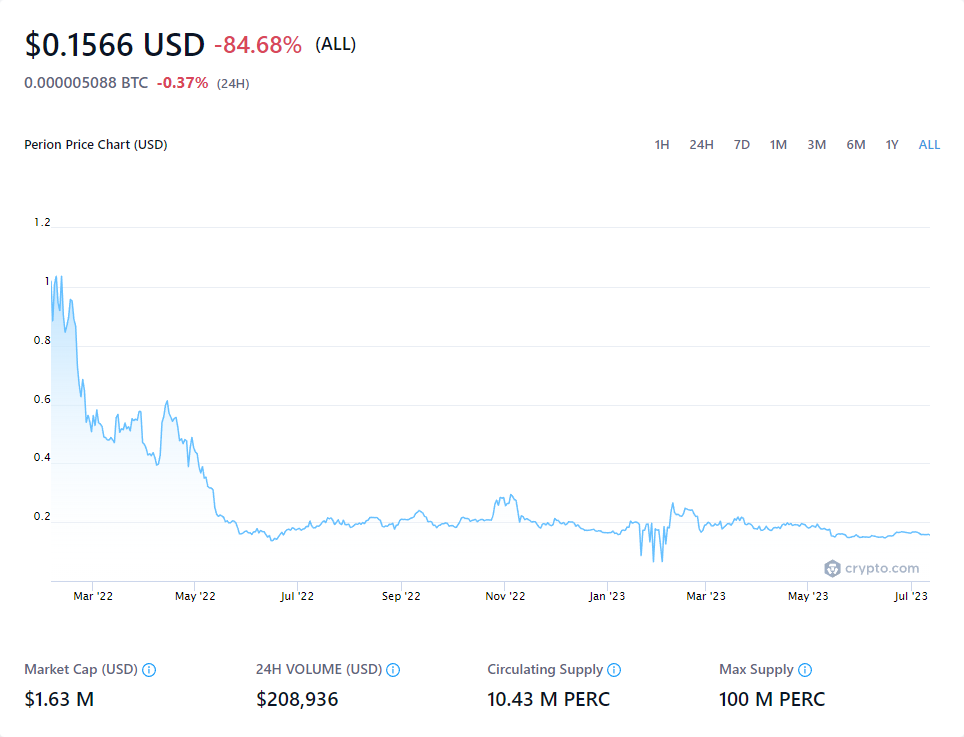 $0.1566 USD -84.68% (ALL)
0.000005088 BTC -0.37% (24H)
Perion Price Chart (USD) 1H 24H 7D 1M 3M 6M 1Y ALL
1.2
1
0.8
0.6
0.4
0.2
crypto.com
Mar '22 May '22 Jul '22 Sep '22 Nov '22 Jan '23 Mar '23 May '23 Jul '23
Market Cap (USD) 24H VOLUME (USD) Circulating Supply Max Supply
$1.63 M $208,936 10.43 M PERC 100 M PERC